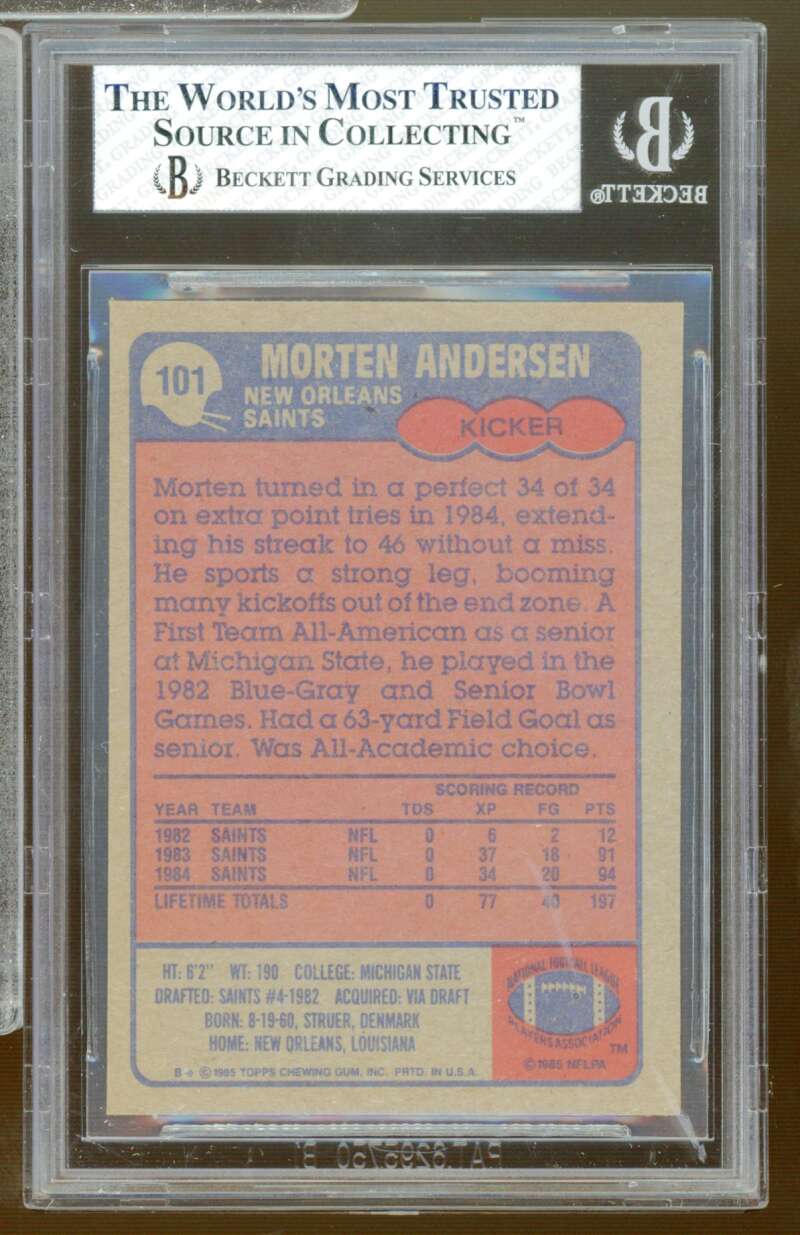 THE WORLD'S MOST TRUSTED
SOURCE IN COLLECTING™
B BECKETT GRADING SERVICES
B
BECKETT®
101
MORTEN ANDERSEN
NEW ORLEANS
SAINTS
KICKER
Morten turned in a perfect 34 of 34
on extra point tries in 1984, extend-
ing his streak to 46 without a miss.
He sports a strong leg, booming
many kickoffs out of the end zone. A
First Team All-American as a senior
at Michigan State, he played in the
1982 Blue-Gray and Senior Bowl
Games. Had a 63-yard Field Goal as
senior. Was All-Academic choice.
SCORING RECORD
YEAR TEAM TDS XP FG PTS
1982 SAINTS NFL 0 6 2 12
1983 SAINTS NFL 0 37 18 91
1984 SAINTS NFL 0 34 20 94
LIFETIME TOTALS 0 77 40 197
HT: 6'2" WT: 190 COLLEGE: MICHIGAN STATE
DRAFTED: SAINTS #4-1982 ACQUIRED: VIA DRAFT
BORN: 8-19-60, STRUER, DENMARK
HOME: NEW ORLEANS, LOUISIANA
©1985 TOPPS CHEWING GUM, INC. PRTD. IN U.S.A.
NATIONAL FOOTBALL LEAGUE
PLAYERS ASSOCIATION
TM
©1985 NFLPA